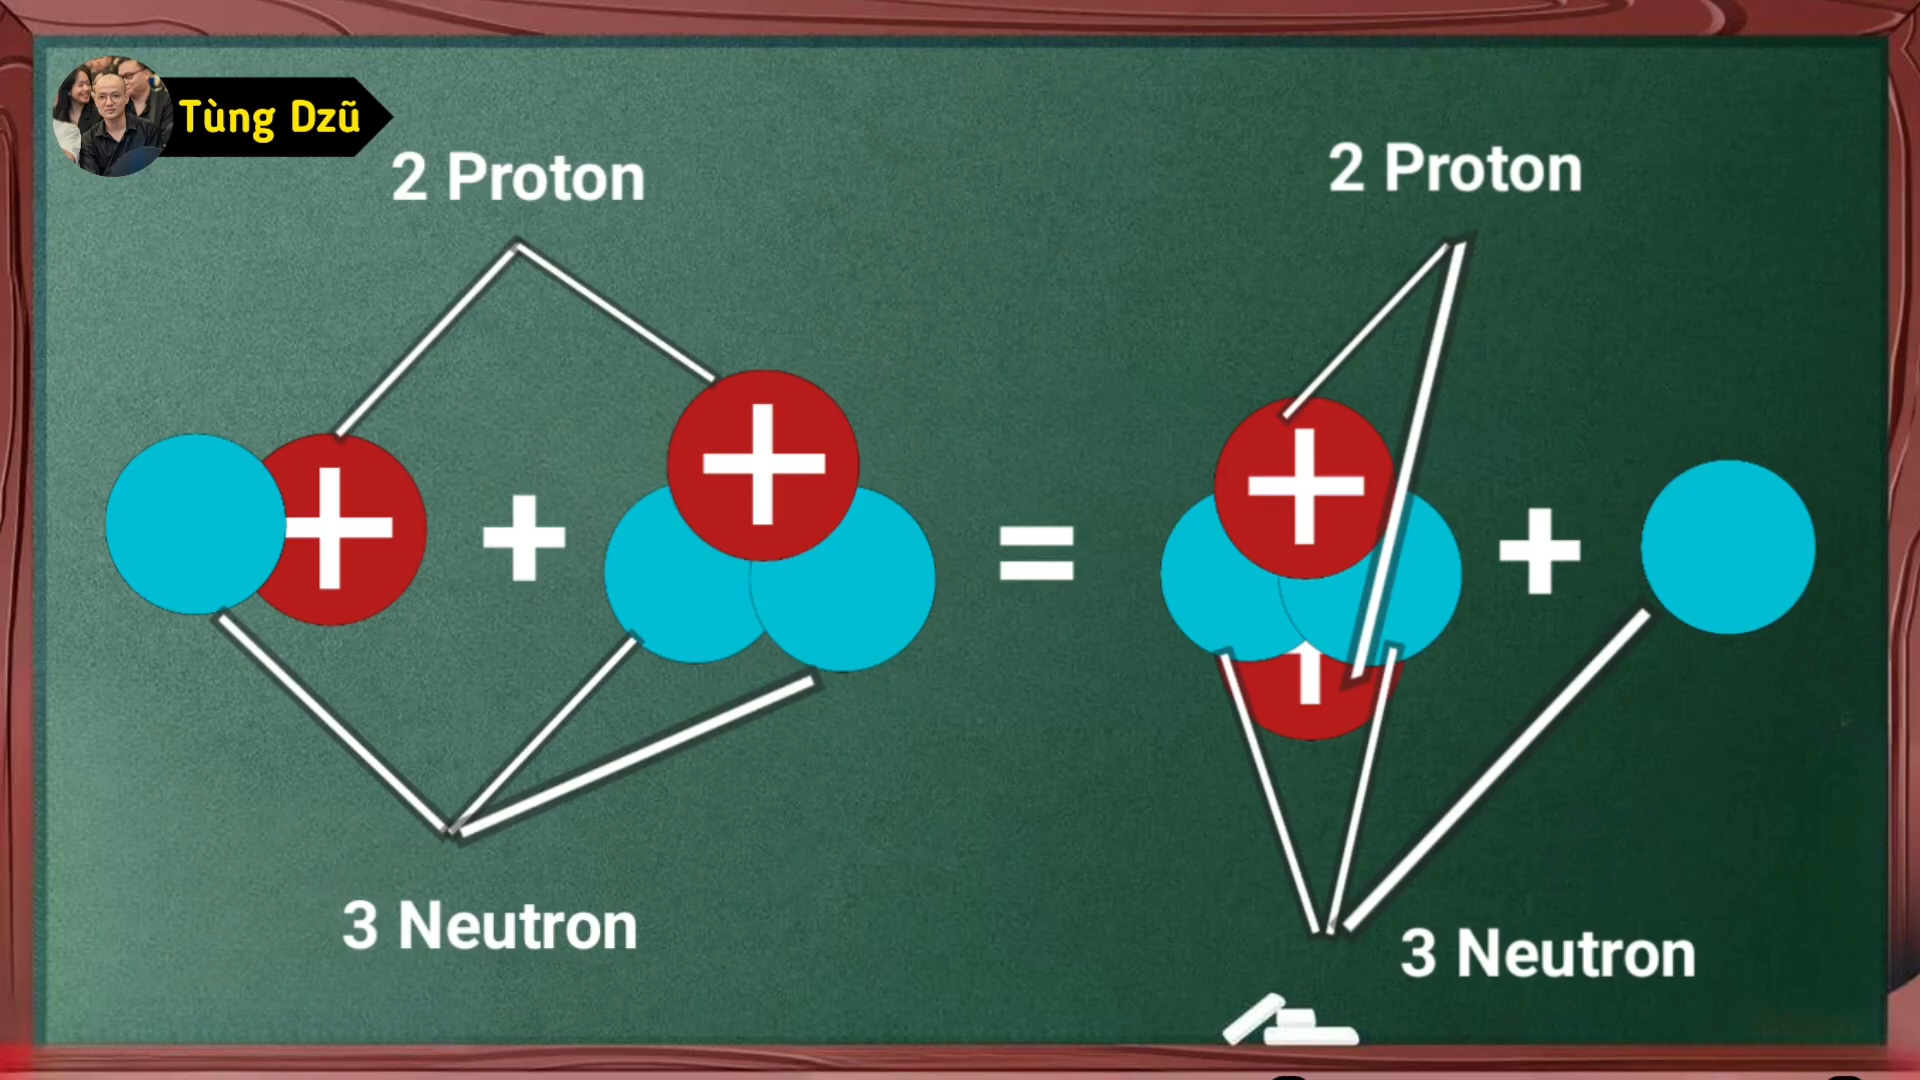 Tùng Dzũ
2 Proton
2 Proton
+ + + = + + +
3 Neutron
3 Neutron